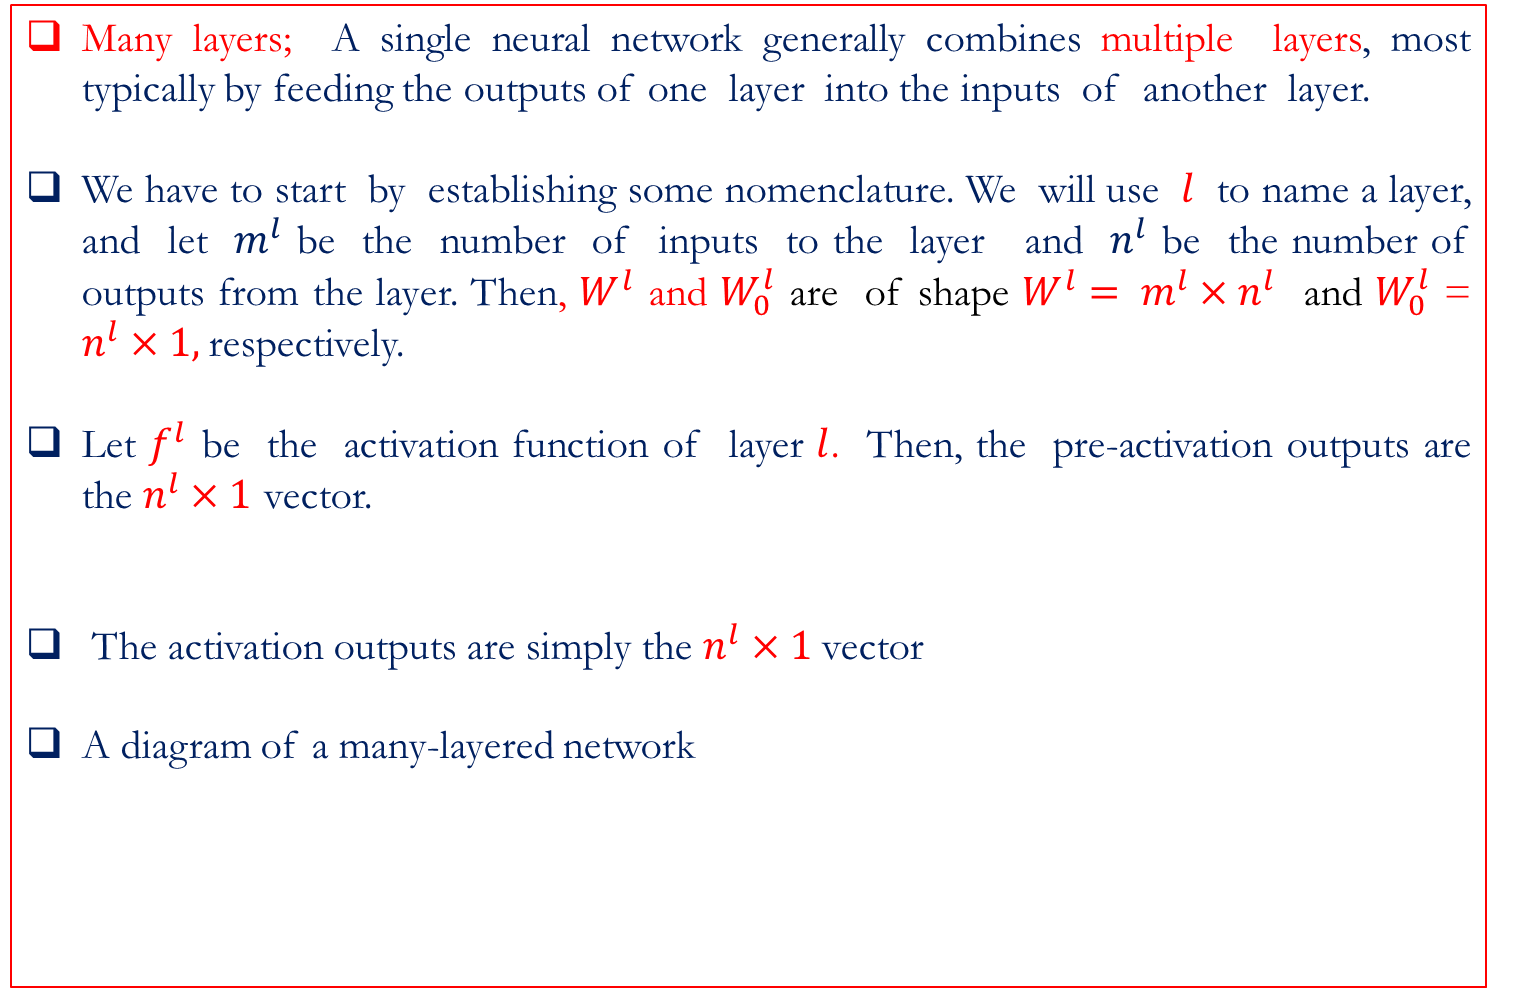 ❑ Many layers; A single neural network generally combines multiple layers, most
typically by feeding the outputs of one layer into the inputs of another layer.
❑ We have to start by establishing some nomenclature. We will use l to name a layer,
and let m^l be the number of inputs to the layer and n^l be the number of
outputs from the layer. Then, W^l and W_0^l are of shape W^l = m^l × n^l and W_0^l =
n^l × 1, respectively.
❑ Let f^l be the activation function of layer l. Then, the pre-activation outputs are
the n^l × 1 vector.
❑ The activation outputs are simply the n^l × 1 vector
❑ A diagram of a many-layered network